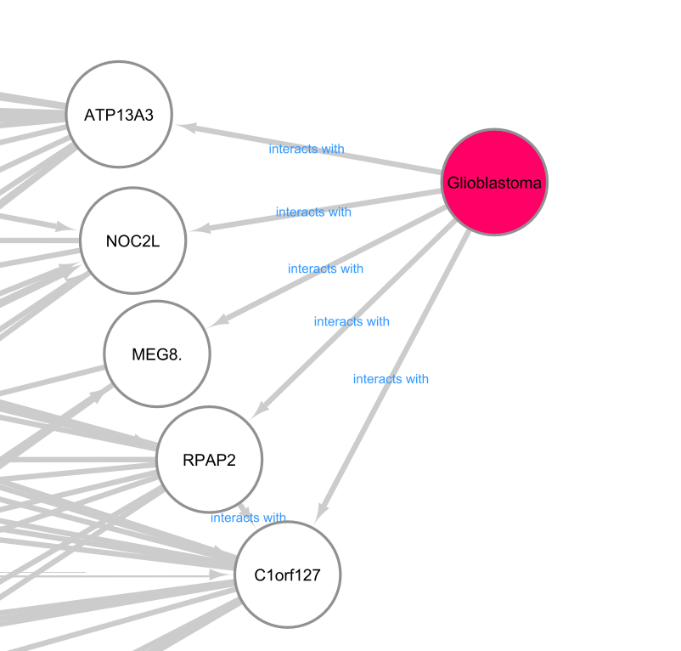 ATP13A3
interacts with
Glioblastoma
interacts with
NOC2L
interacts with
interacts with
MEG8.
interacts with
RPAP2
interacts with
C1orf127